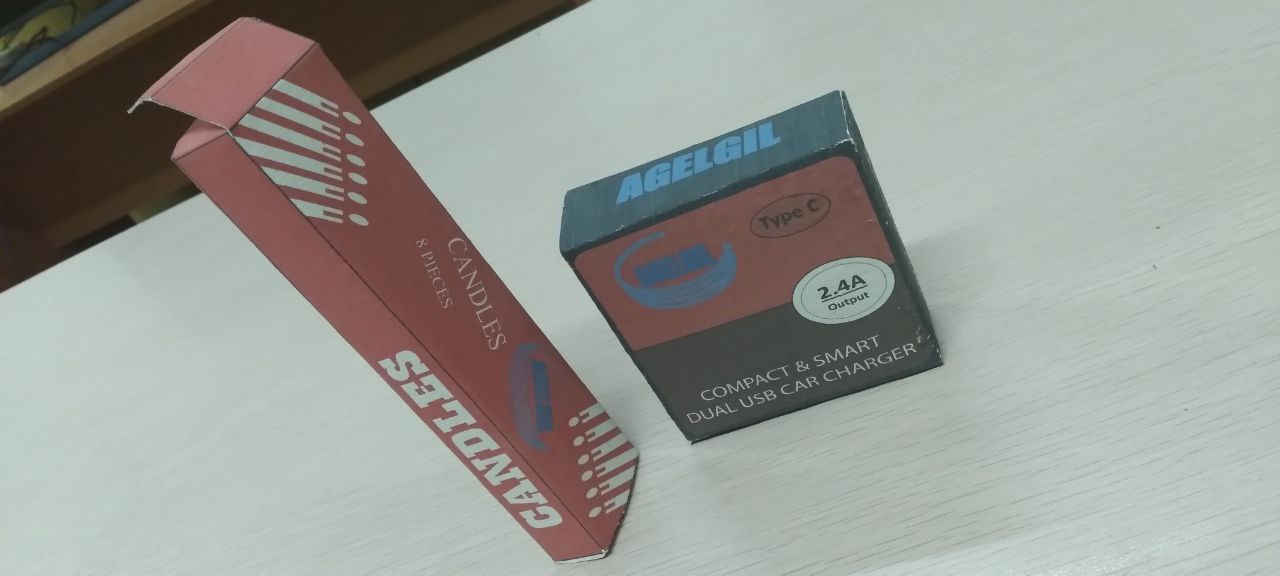 CANDLES
8 PIECES
CANDLES
AGELGIL
Type C
2.4A
Output
COMPACT & SMART
DUAL USB CAR CHARGER